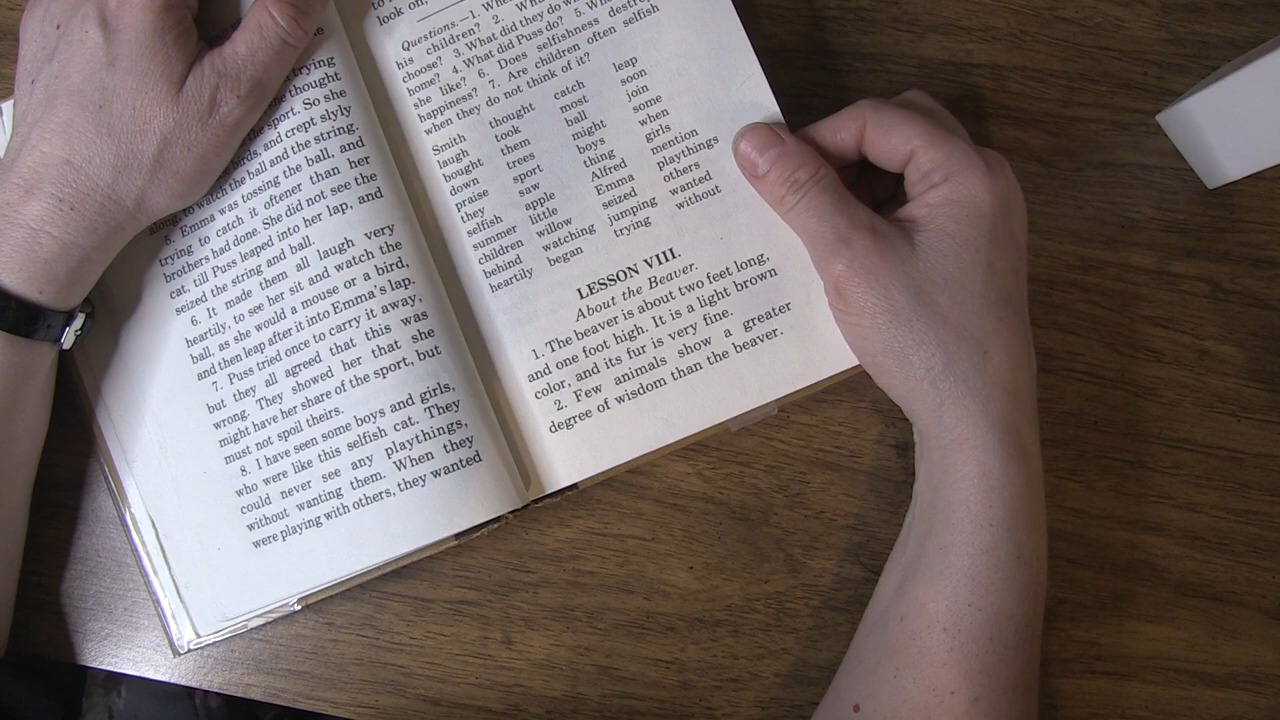 trying
thought
the sport. So she
birds, and crept slyly
along, to watch the ball and the string.
5. Emma was tossing the ball, and
trying to catch it oftener than her
brothers had done. She did not see the
cat, till Puss leaped into her lap, and
seized the string and ball.
6. It made them all laugh very
heartily, to see her sit and watch the
ball, as she would a mouse or a bird,
and then leap after it into Emma's lap.
7. Puss tried once to carry it away,
but they all agreed that this was
wrong. They showed her that she
might have her share of the sport, but
must not spoil theirs.
8. I have seen some boys and girls,
who were like this selfish cat. They
could never see any playthings,
without wanting them. When they
were playing with others, they wanted
look on.
Questions.—1.
his children? 2. What did they do
choose? 3. What did Puss do? 5.
home? 4. What did Puss do?
she like? 6. Does selfishness destroy
happiness? 7. Are children often selfish
when they do not think of it?
Smith thought catch leap
laugh took most soon
bought them ball join
down trees might some
praise sport boys when
they saw thing girls
selfish apple Alfred mention
summer little Emma playthings
children willow seized others
behind watching jumping wanted
heartily began trying without
LESSON VIII.
About the Beaver.
1. The beaver is about two feet long,
and one foot high. It is a light brown
color, and its fur is very fine.
2. Few animals show a greater
degree of wisdom than the beaver.